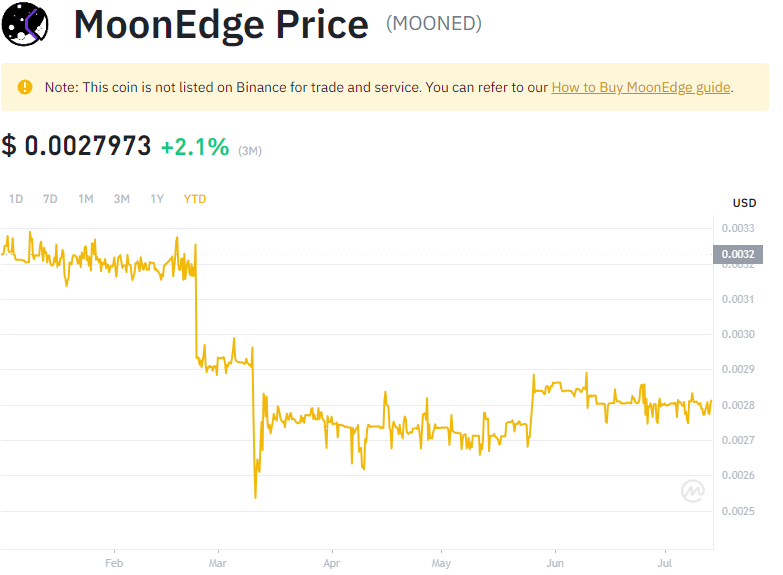 MoonEdge Price (MOONED)
Note: This coin is not listed on Binance for trade and service. You can refer to our How to Buy MoonEdge guide.
$ 0.0027973 +2.1% (3M)
1D 7D 1M 3M 1Y YTD
USD
0.0033
0.0032
0.0032
0.0031
0.0030
0.0029
0.0028
0.0027
0.0026
0.0025
Feb Mar Apr May Jun Jul